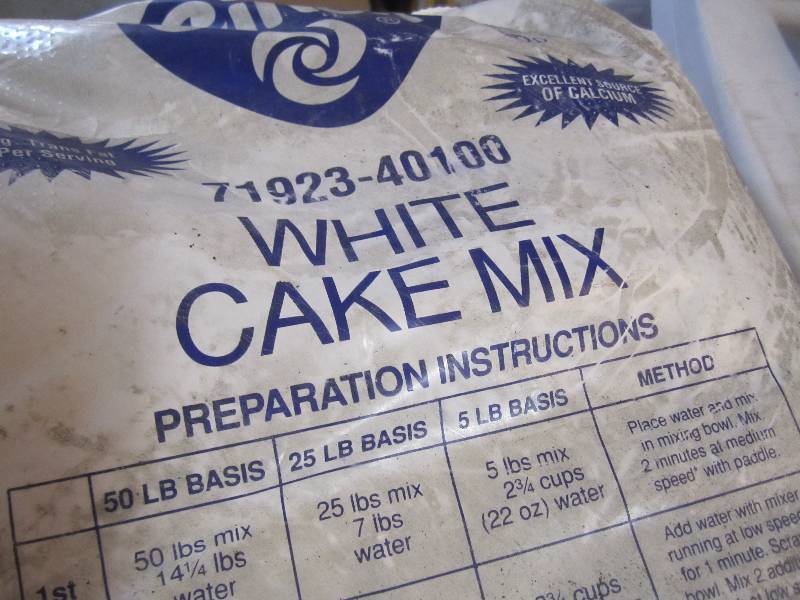 EXCELLENT SOURCE
OF CALCIUM
Trans Fat
Per Serving
71923-40100
WHITE
CAKE MIX
PREPARATION INSTRUCTIONS
50 LB BASIS 25 LB BASIS 5 LB BASIS METHOD
1st
50 lbs mix
14¼ lbs
water
25 lbs mix
7 lbs
water
5 lbs mix
2¾ cups
(22 oz) water
Place water and mix
in mixing bowl. Mix
2 minutes at medium
speed* with paddle.
cups
Add water with mixer
running at low speed
for 1 minute.
bowl. Mix 2